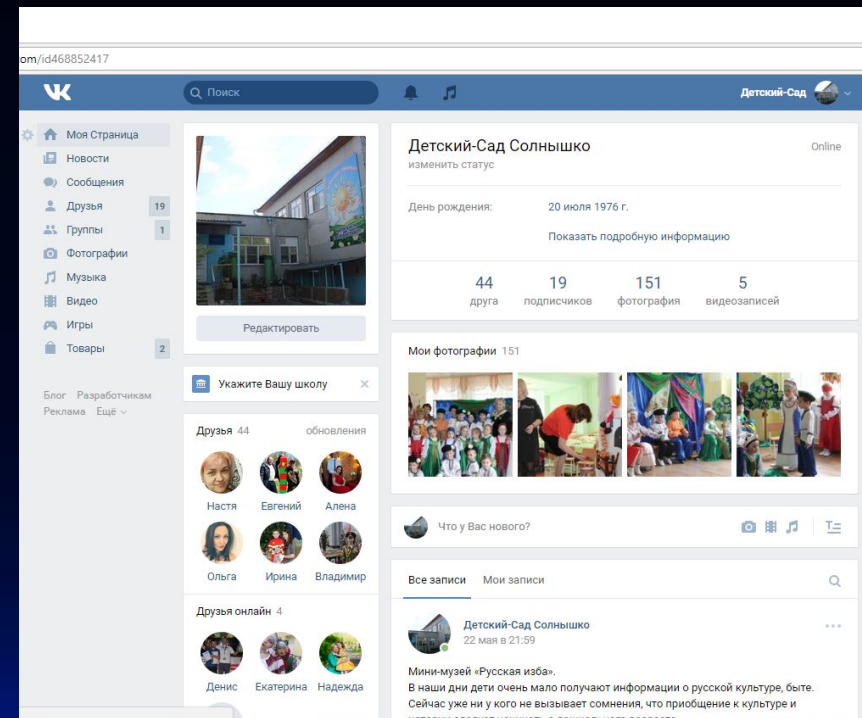 om/id468852417
Поиск
Детский-Сад
Моя Страница
Новости
Сообщения
Друзья 19
Группы 1
Фотографии
Музыка
Видео
Игры
Товары 2
Блог Разработчикам
Реклама Ещё
Редактировать
Укажите Вашу школу
Друзья 44 обновления
Настя Евгений Алена
Ольга Ирина Владимир
Друзья онлайн 4
Денис Екатерина Надежда
Детский-Сад Солнышко Online
изменить статус
День рождения: 20 июля 1976 г.
Показать подробную информацию
44 19 151 5
друга подписчиков фотография видеозаписей
Мои фотографии 151
Что у Вас нового?
Все записи Мои записи
Детский-Сад Солнышко
22 мая в 21:59
Мини-музей «Русская изба».
В наши дни дети очень мало получают информации о русской культуре, быте.
Сейчас уже ни у кого не вызывает сомнения, что приобщение к культуре и